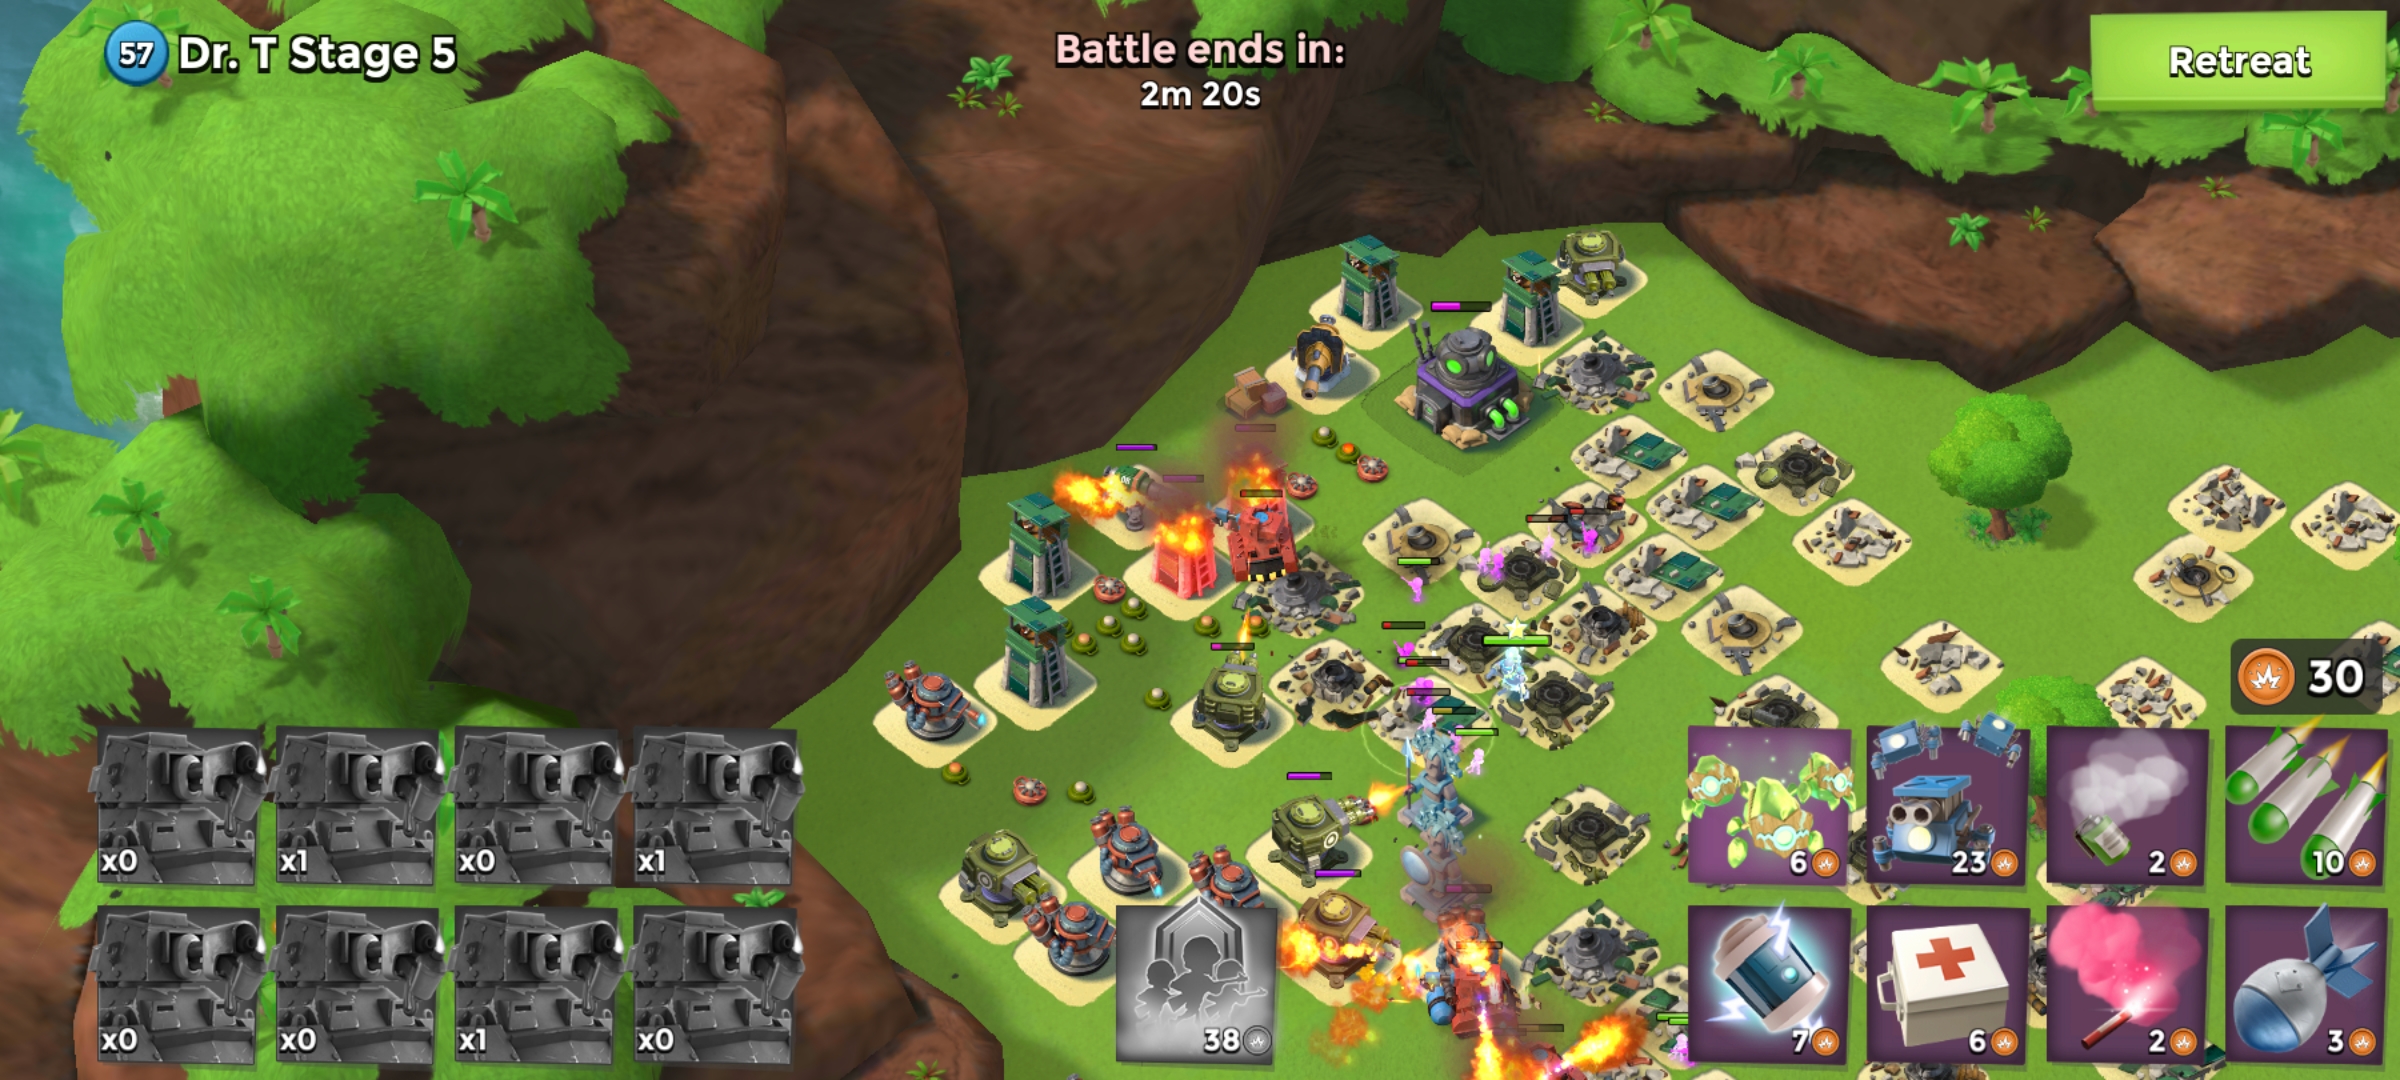 57 Dr. T Stage 5
Battle ends in:
2m 20s
Retreat
30
x0 x1 x0 x1
6 23 2 10
x0 x0 x1 x0
38
7 6 2 3